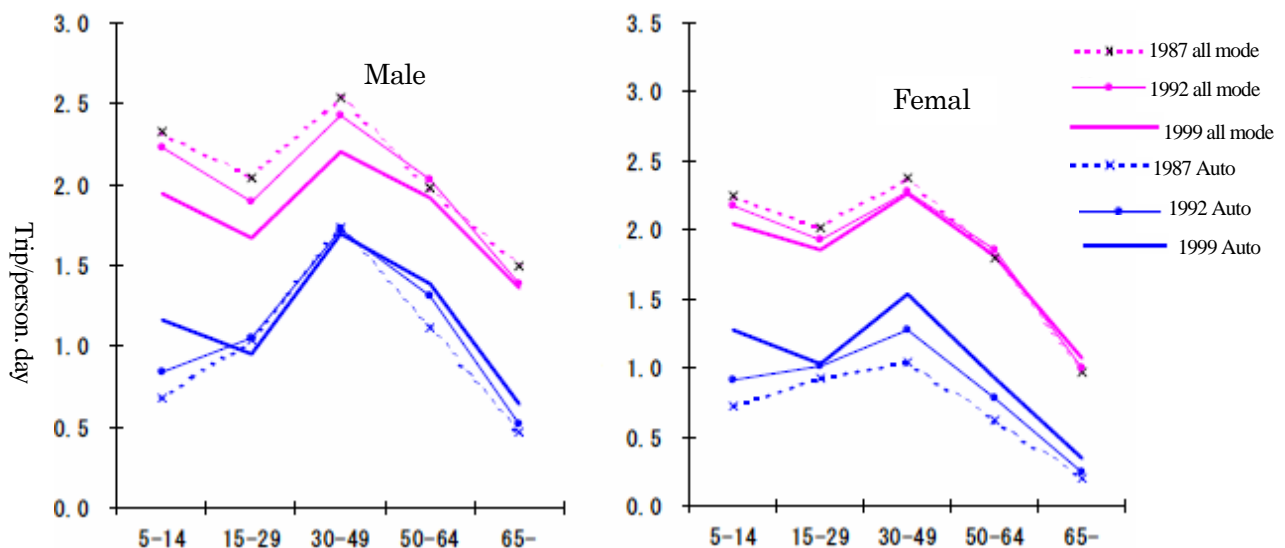 Trip/person. day
3.0
2.5
2.0
1.5
1.0
0.5
0.0
Male
5-14 15-29 30-49 50-64 65-
3.5
3.0
2.5
2.0
1.5
1.0
0.5
0.0
Femal
5-14 15-29 30-49 50-64 65-
1987 all mode
1992 all mode
1999 all mode
1987 Auto
1992 Auto
1999 Auto